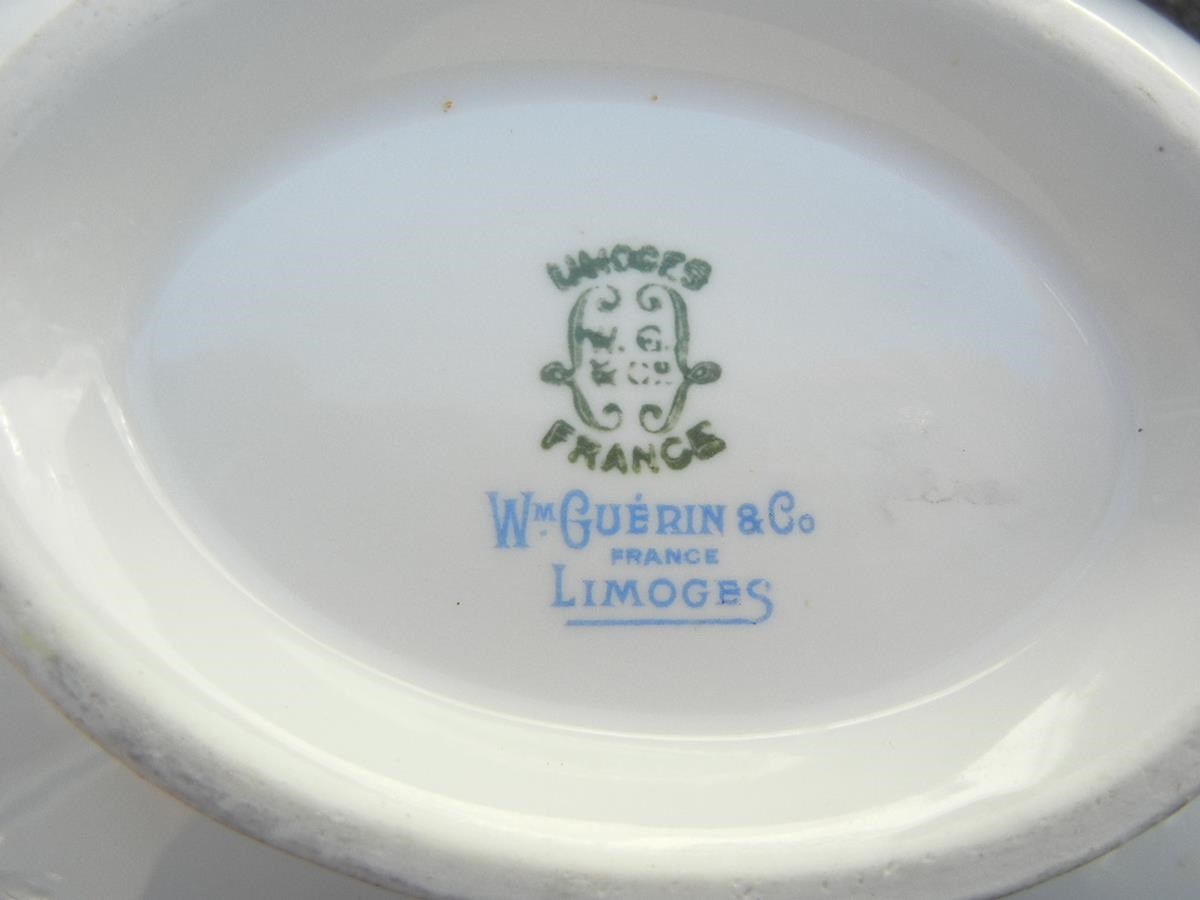 LIMOGES
W. G.
& Co.
FRANCE
WM. GUÉRIN & Co
FRANCE
LIMOGES